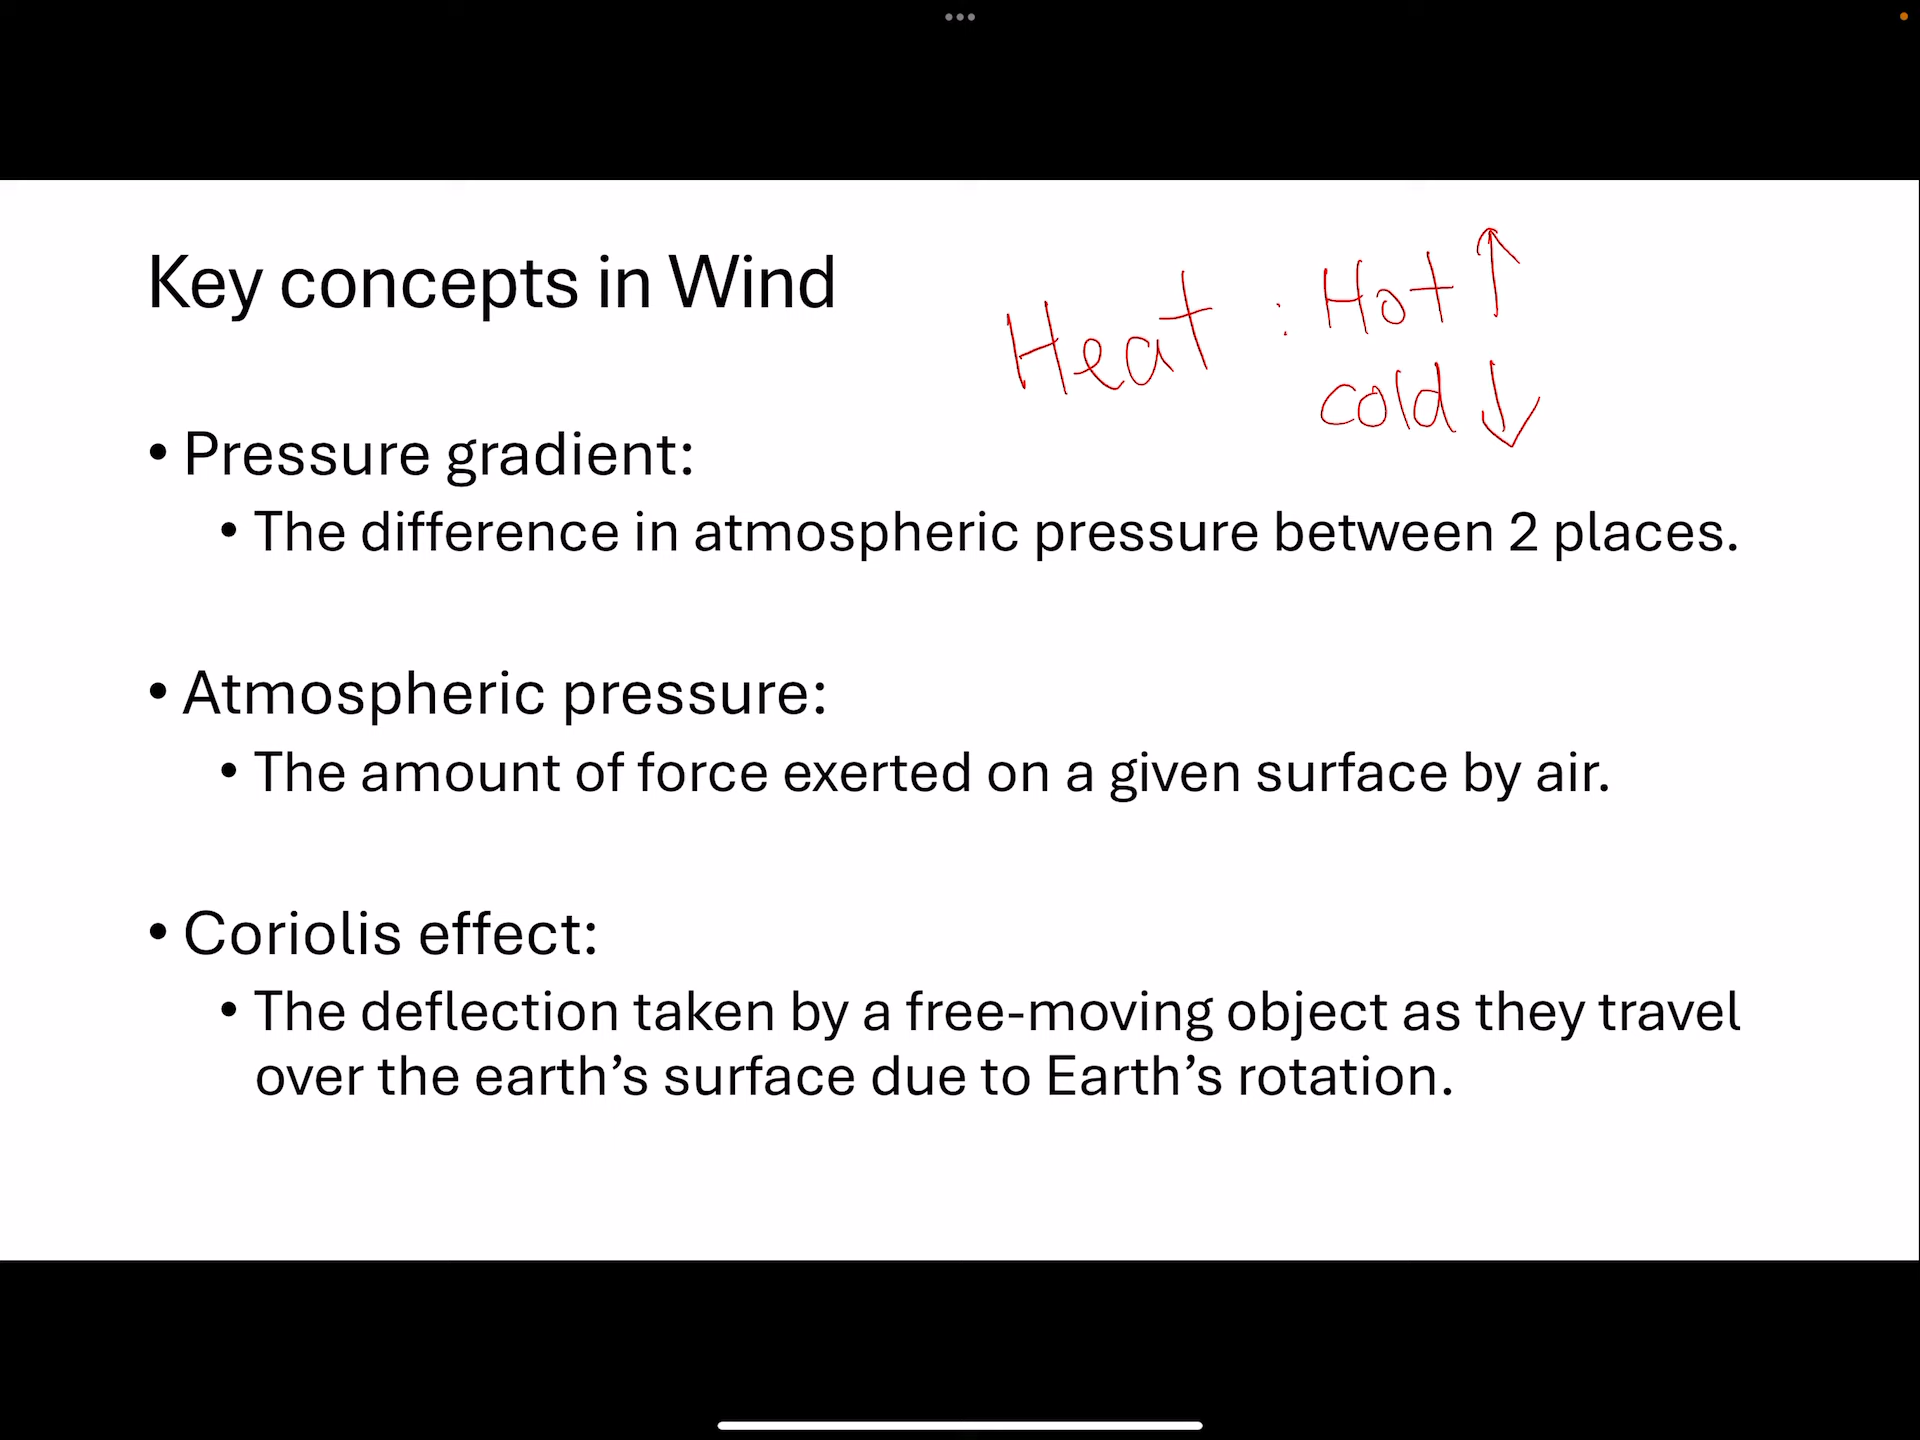 Key concepts in Wind
Heat : Hot ↑
cold ↓
• Pressure gradient:
• The difference in atmospheric pressure between 2 places.
• Atmospheric pressure:
• The amount of force exerted on a given surface by air.
• Coriolis effect:
• The deflection taken by a free-moving object as they travel
over the earth’s surface due to Earth’s rotation.